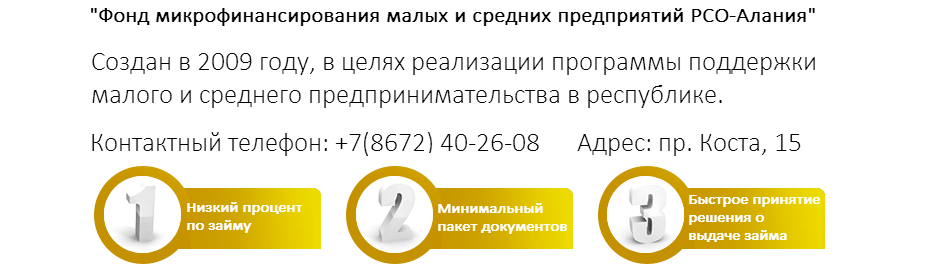 "Фонд микрофинансирования малых и средних предприятий РСО-Алания"
Создан в 2009 году, в целях реализации программы поддержки
малого и среднего предпринимательства в республике.
Контактный телефон: +7(8672) 40-26-08 Адрес: пр. Коста, 15
1
Низкий процент
по займу
2
Минимальный
пакет документов
3
Быстрое принятие
решения о
выдаче займа